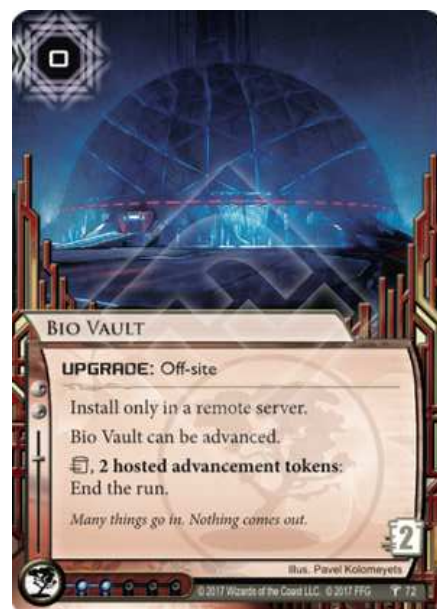 0
BIO VAULT
UPGRADE: Off-site
Install only in a remote server.
Bio Vault can be advanced.
, 2 hosted advancement tokens:
End the run.
Many things go in. Nothing comes out.
2
Illus. Pavel Kolomeyets
© 2017 Wizards of the Coast LLC. © 2017 FFG 72